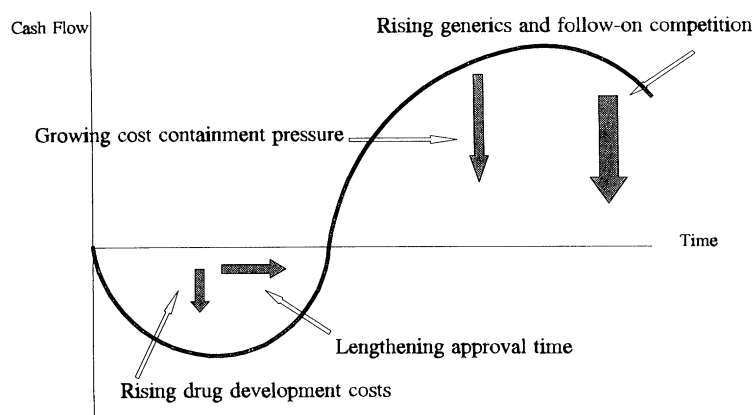 Cash Flow
Rising generics and follow-on competition
Growing cost containment pressure
Time
Lengthening approval time
Rising drug development costs